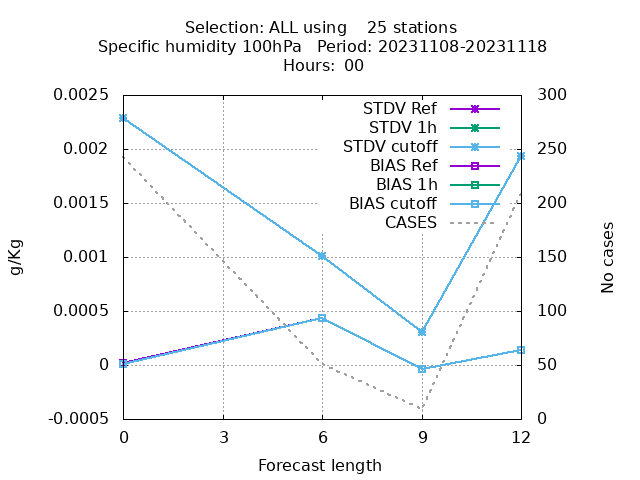 Selection: ALL using    25 stations
Specific humidity 100hPa   Period: 20231108-20231118
Hours:  00
0.0025
0.002
0.0015
0.001
0.0005
0
-0.0005
g/Kg
STDV Ref
STDV 1h
STDV cutoff
BIAS Ref
BIAS 1h
BIAS cutoff
CASES
300
250
200
150
100
50
0
No cases
0 3 6 9 12
Forecast length